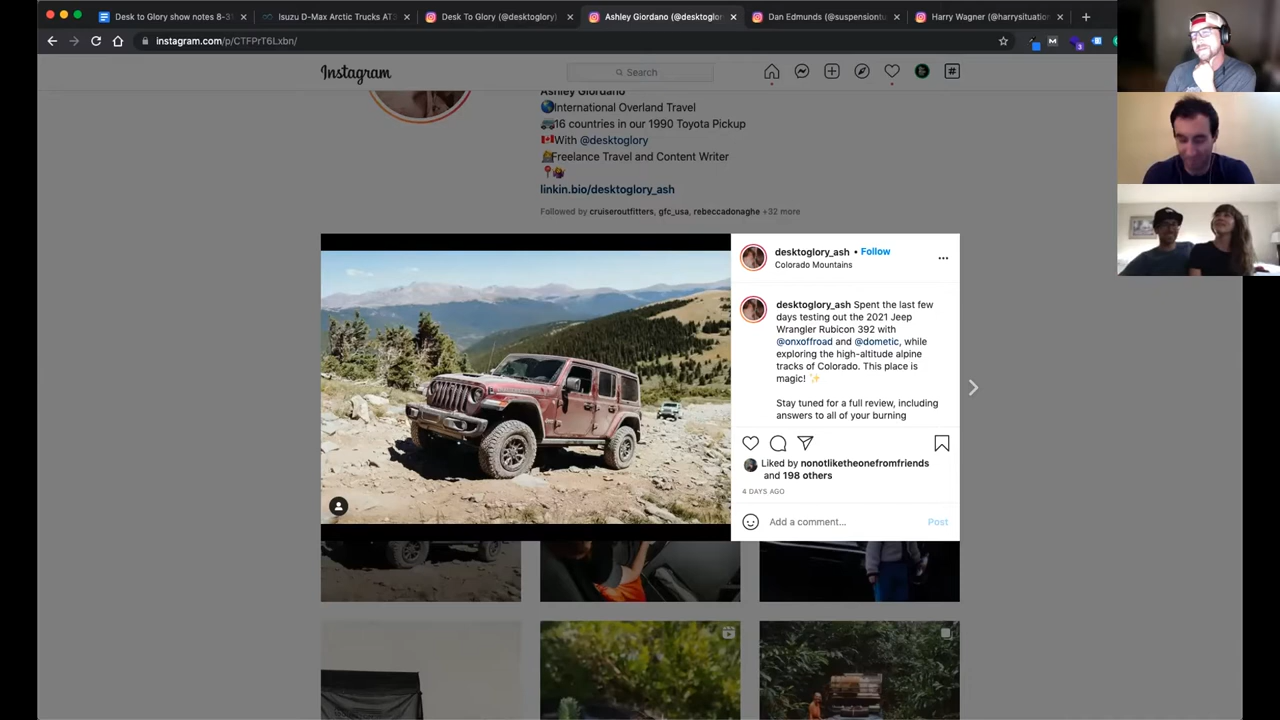 Desk to Glory show notes 8-3
Isuzu D-Max Arctic Trucks AT3
Desk To Glory (@desktoglory)
Ashley Giordano (@desktoglor
Dan Edmunds (@suspensiontu
Harry Wagner (@harrysituation
instagram.com/p/CTFPrT6Lxbn/
Instagram
Search
Ashley Giordano
International Overland Travel
16 countries in our 1990 Toyota Pickup
With @desktoglory
Freelance Travel and Content Writer
linkin.bio/desktoglory_ash
Followed by cruiseroutfitters, gfc_usa, rebeccadonaghe +32 more
desktoglory_ash • Follow
Colorado Mountains
desktoglory_ash Spent the last few
days testing out the 2021 Jeep
Wrangler Rubicon 392 with
@onxoffroad and @dometic, while
exploring the high-altitude alpine
tracks of Colorado. This place is
magic! ✨
Stay tuned for a full review, including
answers to all of your burning
Liked by nonotliketheonefromfriends
and 198 others
4 DAYS AGO
Add a comment...
Post